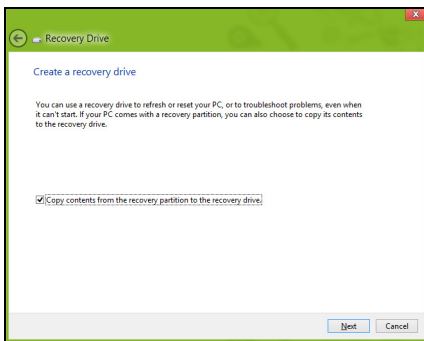 Recovery Drive
Create a recovery drive
You can use a recovery drive to refresh or reset your PC, or to troubleshoot problems, even when
it can't start. If your PC comes with a recovery partition, you can also choose to copy its contents
to the recovery drive.
Copy contents from the recovery partition to the recovery drive.
Next Cancel